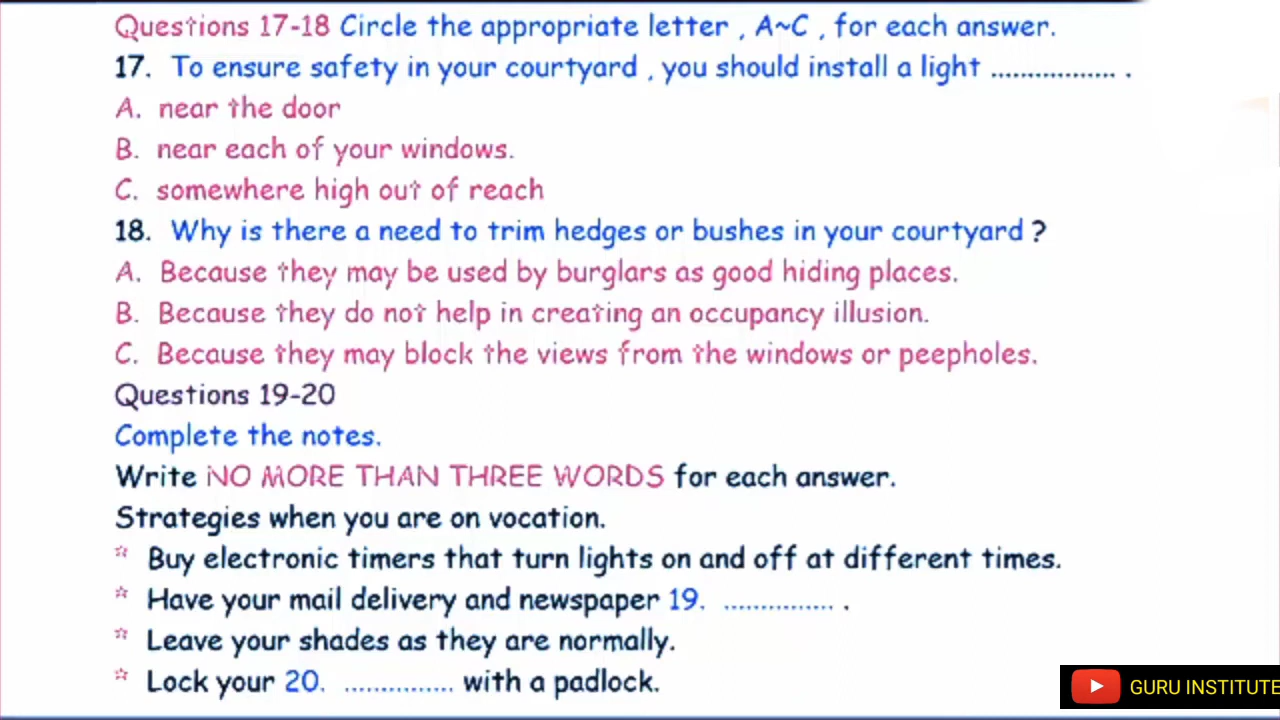 Questions 17-18 Circle the appropriate letter , A~C , for each answer.
17. To ensure safety in your courtyard , you should install a light .................. .
A. near the door
B. near each of your windows.
C. somewhere high out of reach
18. Why is there a need to trim hedges or bushes in your courtyard ?
A. Because they may be used by burglars as good hiding places.
B. Because they do not help in creating an occupancy illusion.
C. Because they may block the views from the windows or peepholes.
Questions 19-20
Complete the notes.
Write NO MORE THAN THREE WORDS for each answer.
Strategies when you are on vocation.
☆ Buy electronic timers that turn lights on and off at different times.
☆ Have your mail delivery and newspaper 19. ............... .
☆ Leave your shades as they are normally.
☆ Lock your 20. ............... with a padlock.
GURU INSTITUTE